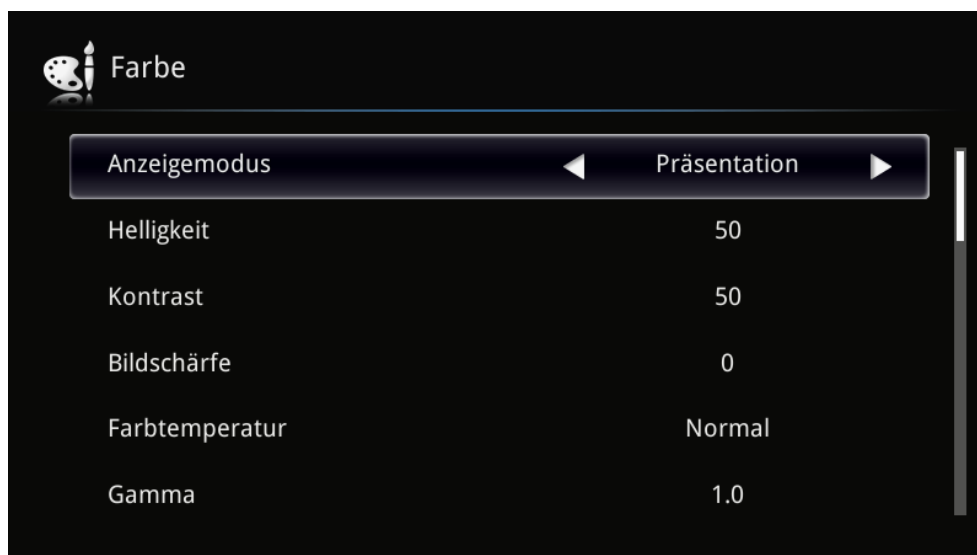 Farbe
Anzeigemodus Präsentation
Helligkeit 50
Kontrast 50
Bildschärfe 0
Farbtemperatur Normal
Gamma 1.0